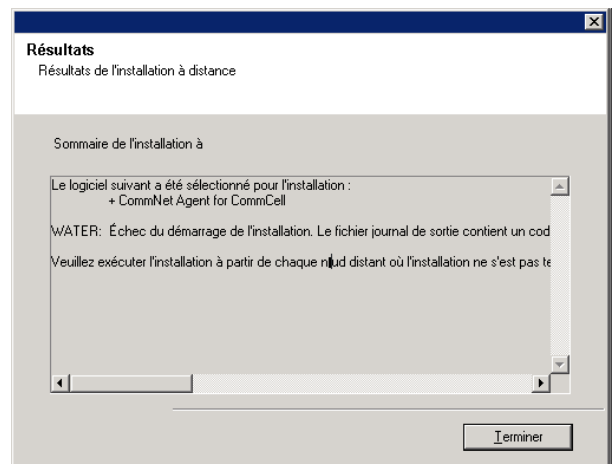 Résultats
Résultats de l'installation à distance
Sommaire de l'installation à
Le logiciel suivant a été sélectionné pour l'installation :
+ CommNet Agent for CommCell
WATER: Échec du démarrage de l'installation. Le fichier journal de sortie contient un cod
Veuillez exécuter l'installation à partir de chaque n‖ud distant où l'installation ne s'est pas te
Terminer